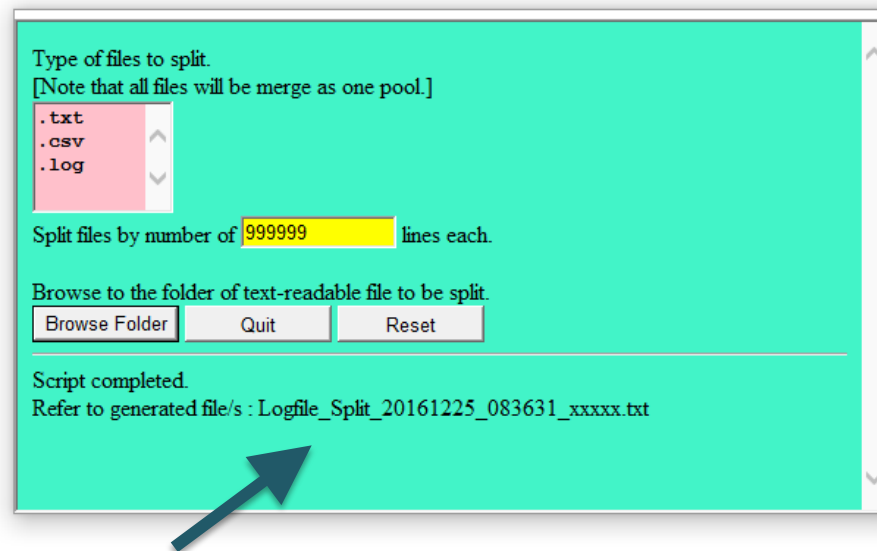 Type of files to split.
[Note that all files will be merge as one pool.]
.txt
.csv
.log
Split files by number of 999999 lines each.
Browse to the folder of text-readable file to be split.
Browse Folder Quit Reset
Script completed.
Refer to generated file/s : Logfile_Split_20161225_083631_xxxxx.txt